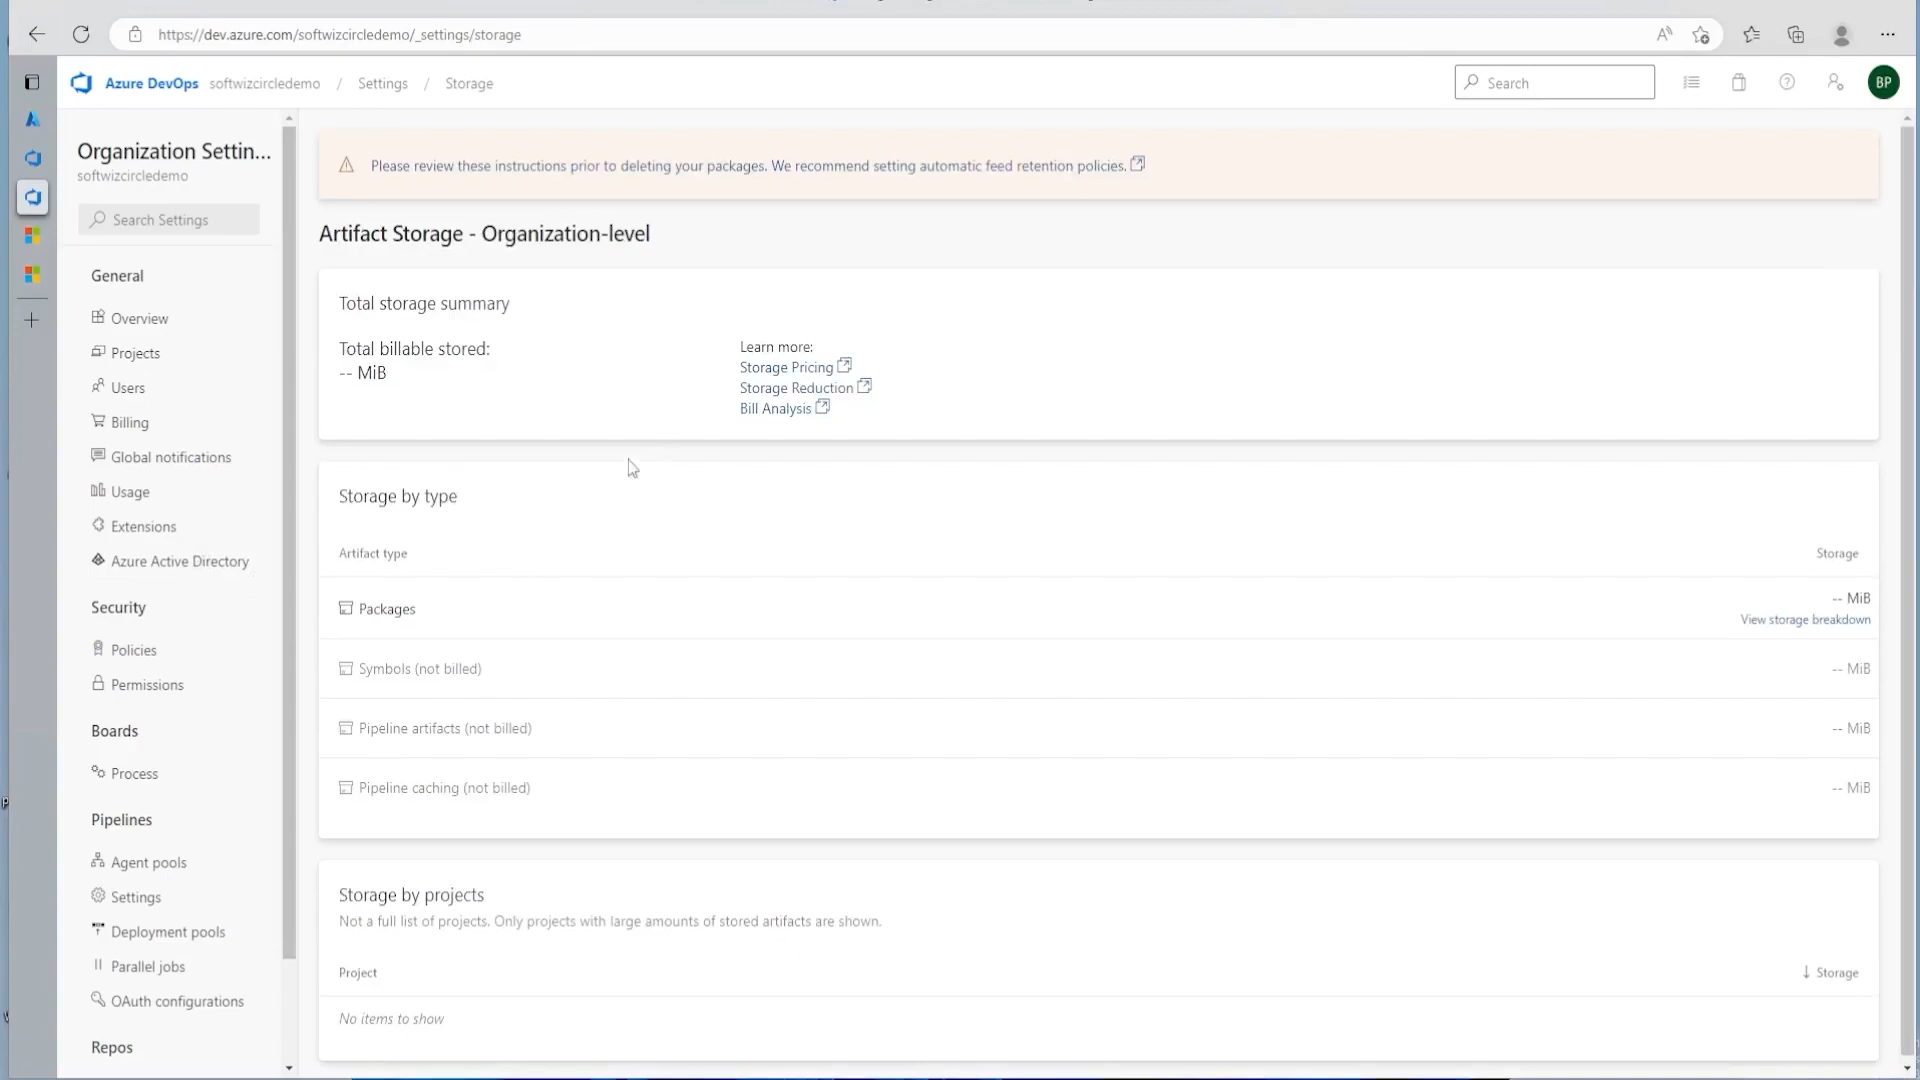 https://dev.azure.com/softwizcircledemo/_settings/storage
Azure DevOps softwizcircledemo / Settings / Storage
Search
BP
Organization Settin...
softwizcircledemo
Search Settings
General
Overview
Projects
Users
Billing
Global notifications
Usage
Extensions
Azure Active Directory
Security
Policies
Permissions
Boards
Process
Pipelines
Agent pools
Settings
Deployment pools
Parallel jobs
OAuth configurations
Repos
Please review these instructions prior to deleting your packages. We recommend setting automatic feed retention policies.
Artifact Storage - Organization-level
Total storage summary
Total billable stored:
-- MiB
Learn more:
Storage Pricing
Storage Reduction
Bill Analysis
Storage by type
Artifact type Storage
Packages -- MiB
View storage breakdown
Symbols (not billed) -- MiB
Pipeline artifacts (not billed) -- MiB
Pipeline caching (not billed) -- MiB
Storage by projects
Not a full list of projects. Only projects with large amounts of stored artifacts are shown.
Project ↓ Storage
No items to show